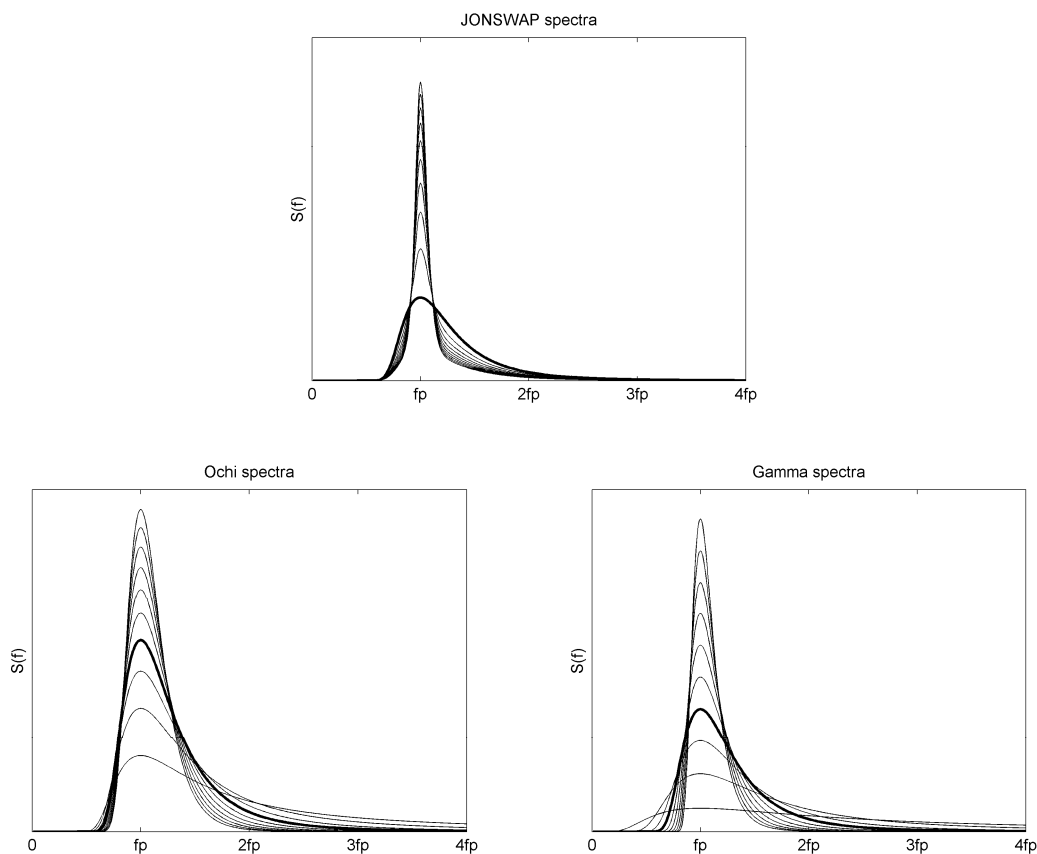 JONSWAP spectra
S(f)
0 fp 2fp 3fp 4fp
Ochi spectra
S(f)
0 fp 2fp 3fp 4fp
Gamma spectra
S(f)
0 fp 2fp 3fp 4fp